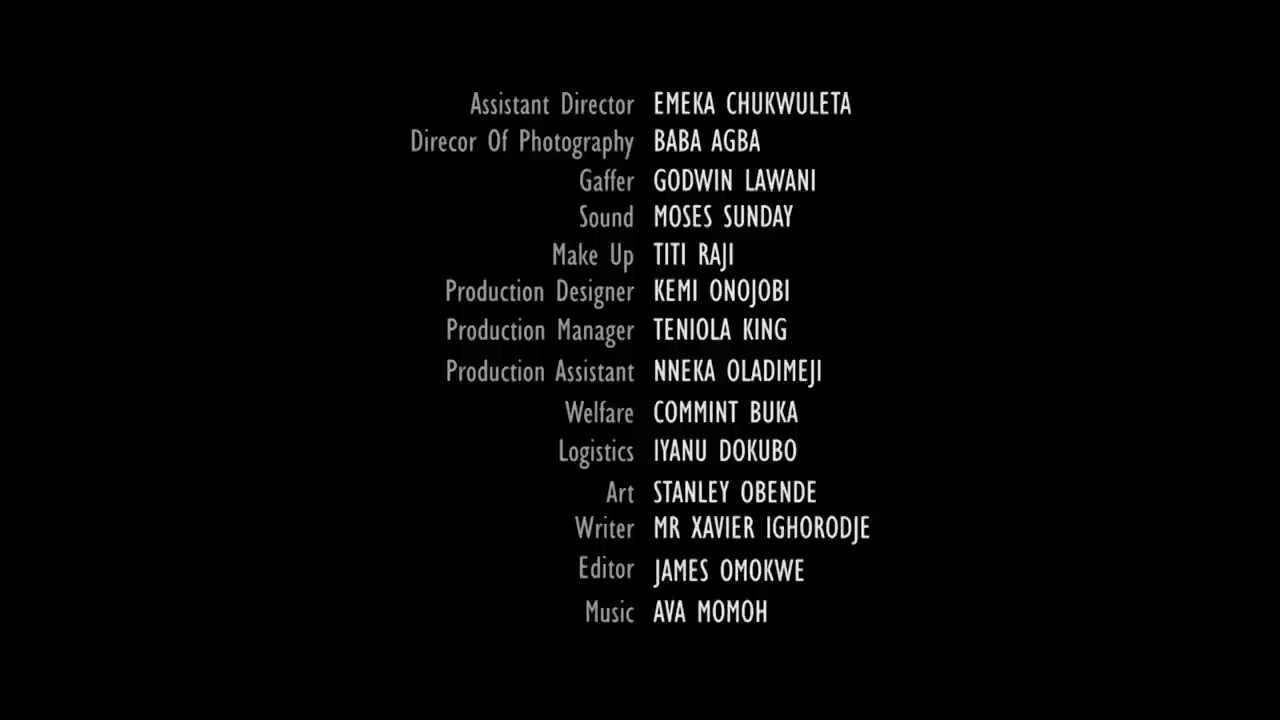 Assistant Director EMEKA CHUKWULETA
Direcor Of Photography BABA AGBA
Gaffer GODWIN LAWANI
Sound MOSES SUNDAY
Make Up TITI RAJI
Production Designer KEMI ONOJOBI
Production Manager TENIOLA KING
Production Assistant NNEKA OLADIMEJI
Welfare COMMINT BUKA
Logistics IYANU DOKUBO
Art STANLEY OBENDE
Writer MR XAVIER IGHORODJE
Editor JAMES OMOKWE
Music AVA MOMOH